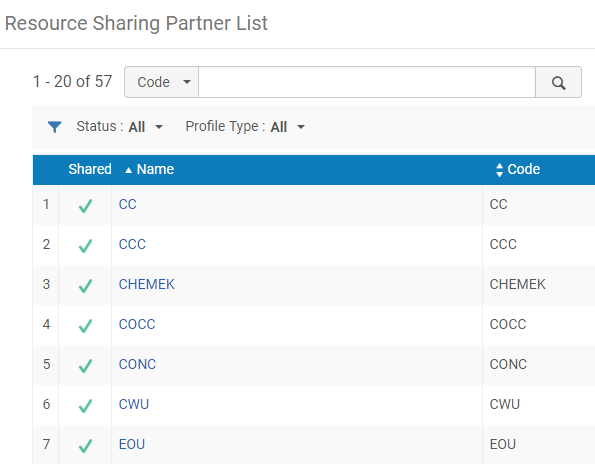 Resource Sharing Partner List
1 - 20 of 57 Code
Status : All Profile Type : All
Shared Name Code
1 CC CC
2 CCC CCC
3 CHEMEK CHEMEK
4 COCC COCC
5 CONC CONC
6 CWU CWU
7 EOU EOU